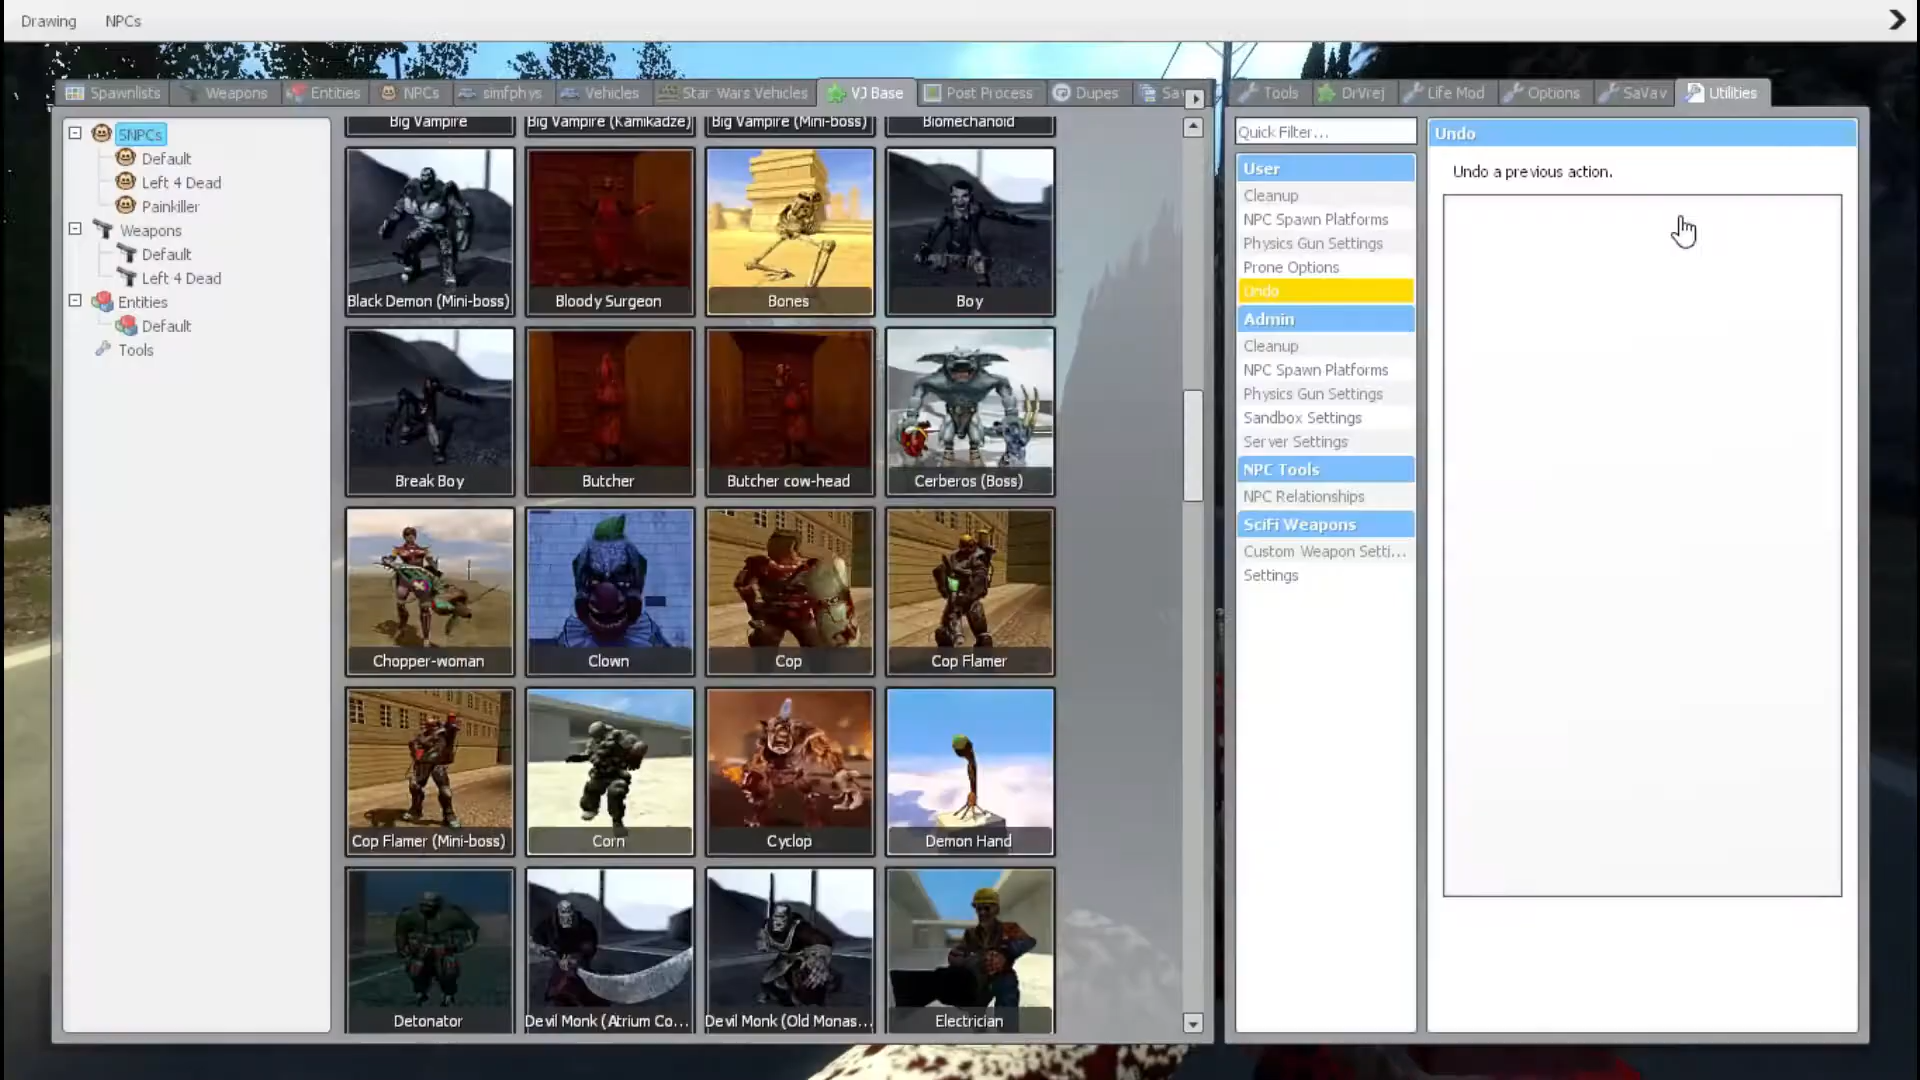 Drawing NPCs
Spawnlists Weapons Entities NPCs simfphys Vehicles Star Wars Vehicles VJ Base Post Process Dupes Sa
Tools DrVrej Life Mod Options SaVav Utilities
SNPCs
Default
Left 4 Dead
Painkiller
Weapons
Default
Left 4 Dead
Entities
Default
Tools
Big Vampire Big Vampire (Kamikadze) Big Vampire (Mini-boss) Biomechanoid
Black Demon (Mini-boss) Bloody Surgeon Bones Boy
Break Boy Butcher Butcher cow-head Cerberos (Boss)
Chopper-woman Clown Cop Cop Flamer
Cop Flamer (Mini-boss) Corn Cyclop Demon Hand
Detonator Devil Monk (Atrium Co... Devil Monk (Old Monas... Electrician
Quick Filter...
User
Cleanup
NPC Spawn Platforms
Physics Gun Settings
Prone Options
Undo
Admin
Cleanup
NPC Spawn Platforms
Physics Gun Settings
Sandbox Settings
Server Settings
NPC Tools
NPC Relationships
SciFi Weapons
Custom Weapon Setti...
Settings
Undo
Undo a previous action.